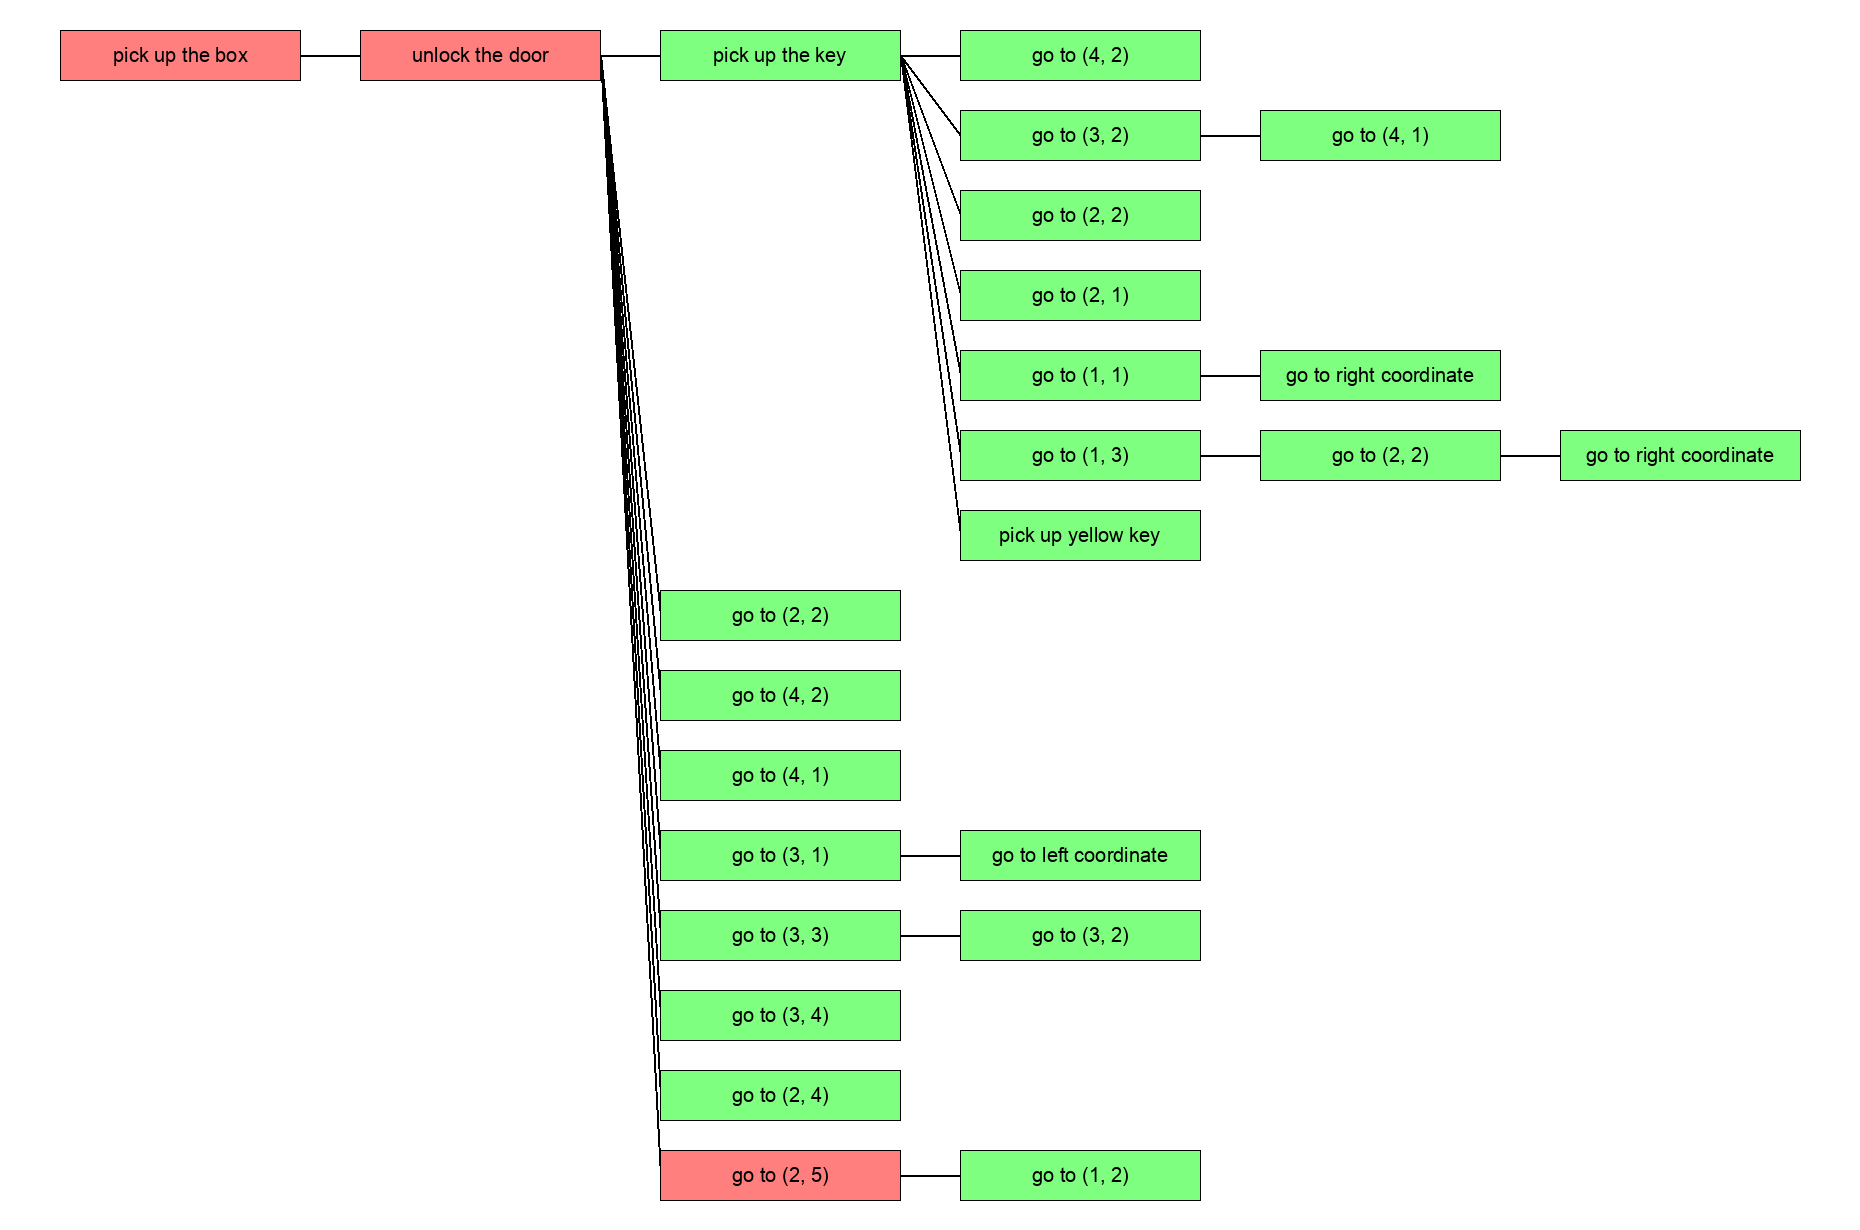 pick up the box
unlock the door
pick up the key
go to (4, 2)
go to (3, 2)
go to (4, 1)
go to (2, 2)
go to (2, 1)
go to (1, 1)
go to right coordinate
go to (1, 3)
go to (2, 2)
go to right coordinate
pick up yellow key
go to (2, 2)
go to (4, 2)
go to (4, 1)
go to (3, 1)
go to left coordinate
go to (3, 3)
go to (3, 2)
go to (3, 4)
go to (2, 4)
go to (2, 5)
go to (1, 2)